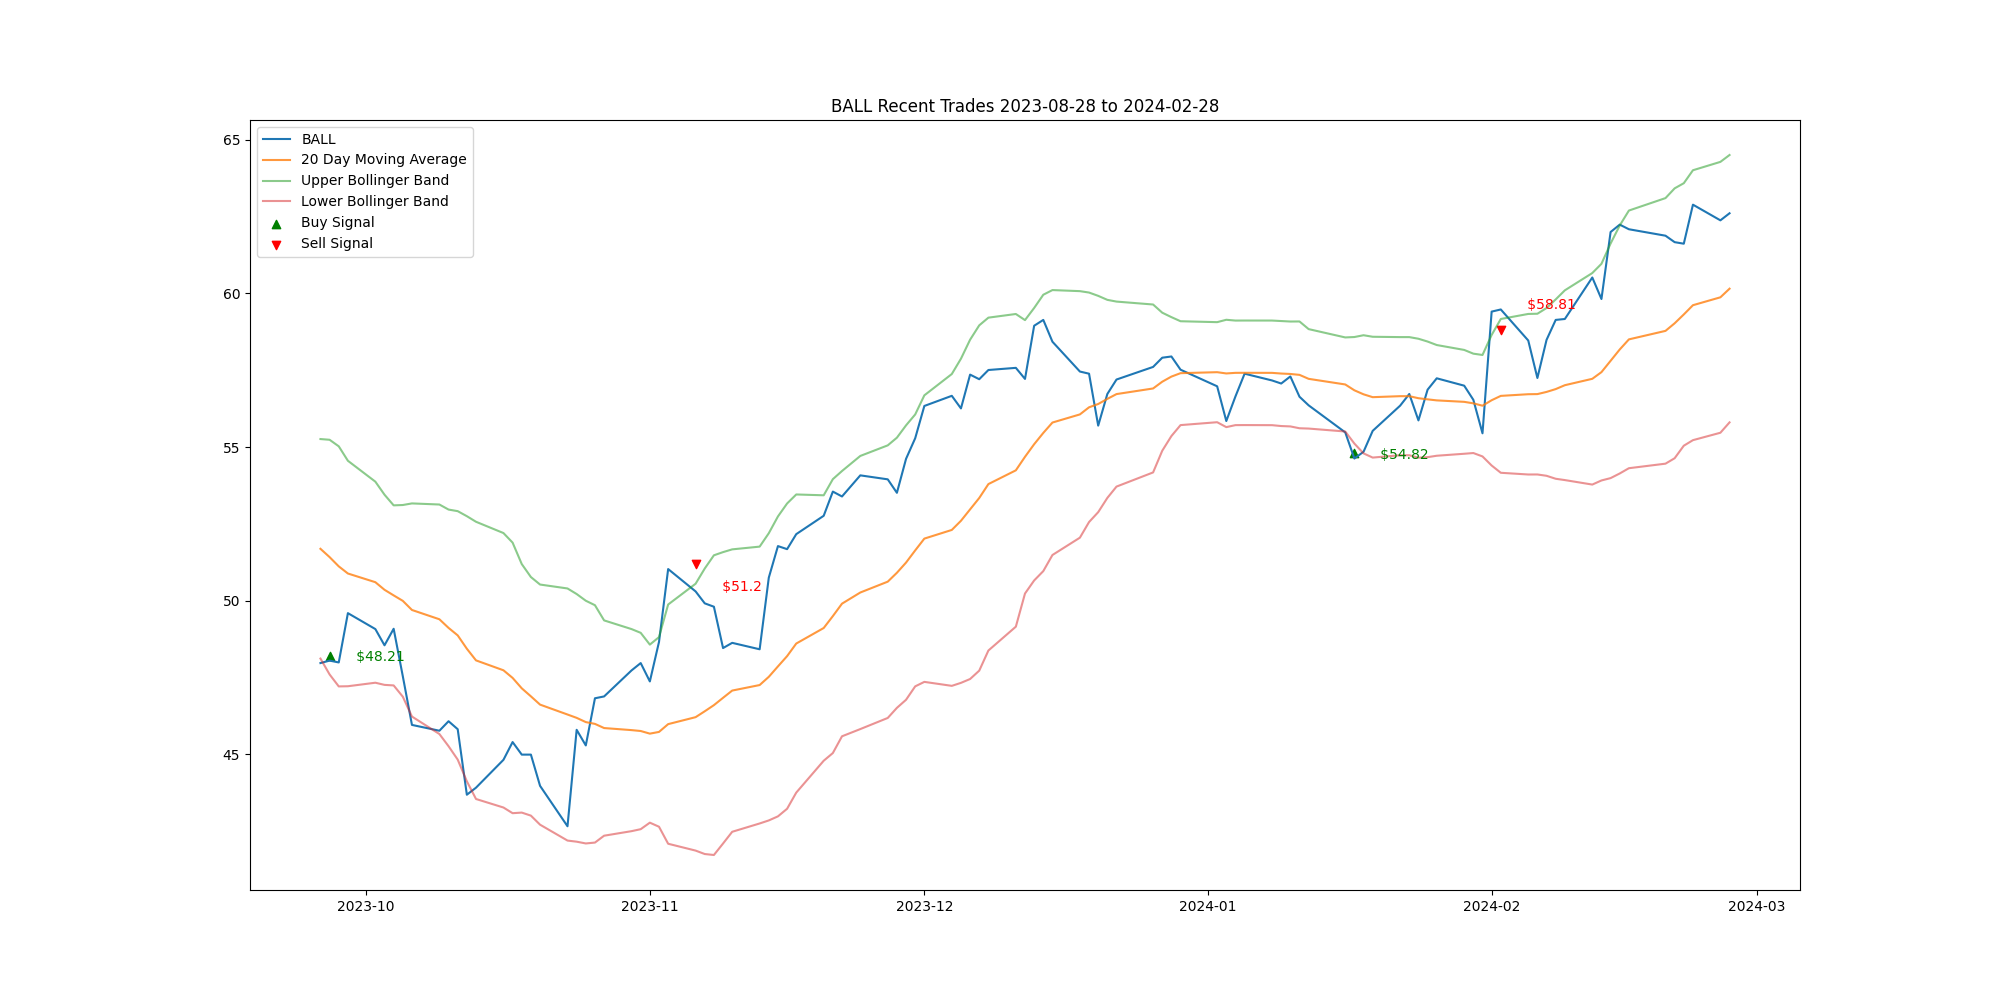 BALL Recent Trades 2023-08-28 to 2024-02-28
65
60
55
50
45
BALL
20 Day Moving Average
Upper Bollinger Band
Lower Bollinger Band
Buy Signal
Sell Signal
$58.81
$54.82
$51.2
$48.21
2023-10
2023-11
2023-12
2024-01
2024-02
2024-03